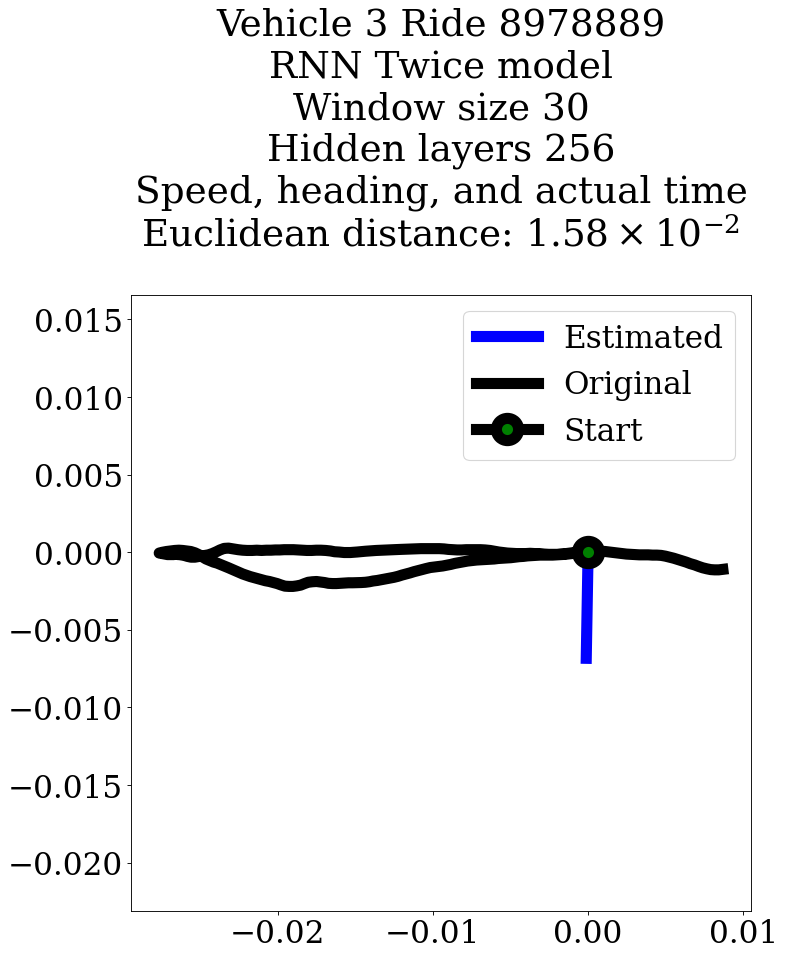 Vehicle 3 Ride 8978889
RNN Twice model
Window size 30
Hidden layers 256
Speed, heading, and actual time
Euclidean distance: 1.58 × 10⁻²
Estimated
Original
Start
0.015
0.010
0.005
0.000
−0.005
−0.010
−0.015
−0.020
−0.02 −0.01 0.00 0.01